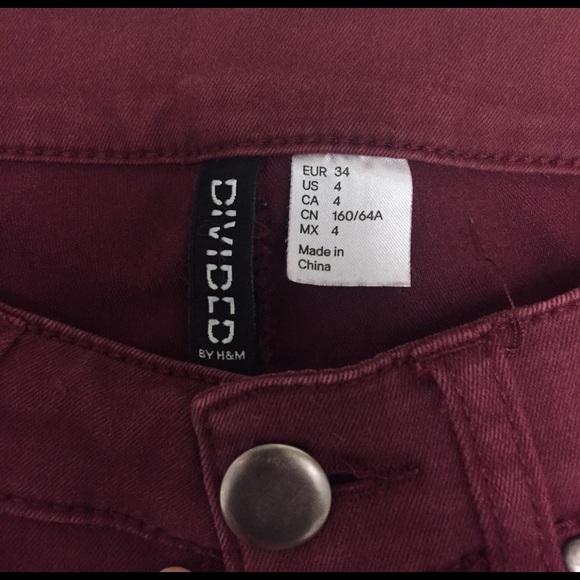 DIVIDED
BY H&M
EUR 34
US 4
CA 4
CN 160/64A
MX 4
Made in
China